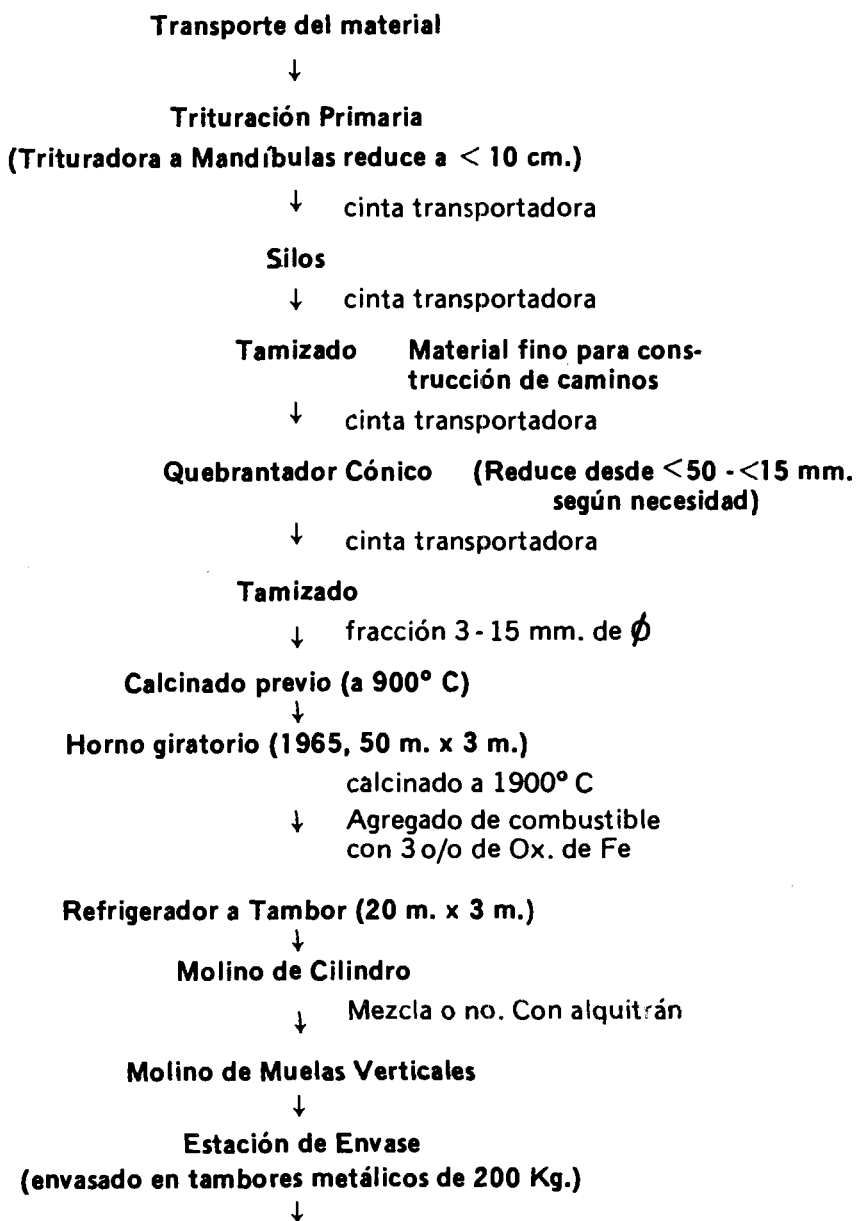 Transporte del material
↓
Trituración Primaria
(Trituradora a Mandíbulas reduce a < 10 cm.)
↓ cinta transportadora
Silos
↓ cinta transportadora
Tamizado Material fino para cons-
trucción de caminos
↓ cinta transportadora
Quebrantador Cónico (Reduce desde <50 - <15 mm.
según necesidad)
↓ cinta transportadora
Tamizado
↓ fracción 3 - 15 mm. de ϕ
Calcinado previo (a 900° C)
↓
Horno giratorio (1965, 50 m. x 3 m.)
calcinado a 1900° C
↓ Agregado de combustible
con 3 o/o de Ox. de Fe
Refrigerador a Tambor (20 m. x 3 m.)
↓
Molino de Cilindro
↓ Mezcla o no. Con alquitrán
Molino de Muelas Verticales
↓
Estación de Envase
(envasado en tambores metálicos de 200 Kg.)
↓